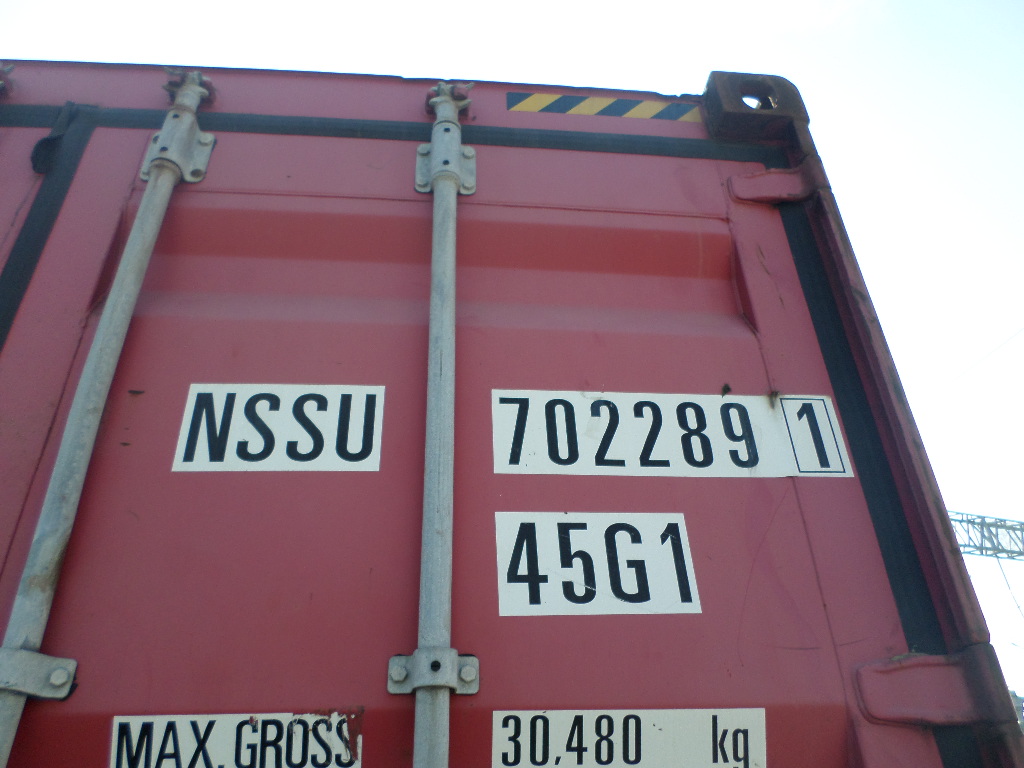 NSSU 702289 1
45G1
MAX. GROSS 30,480 kg